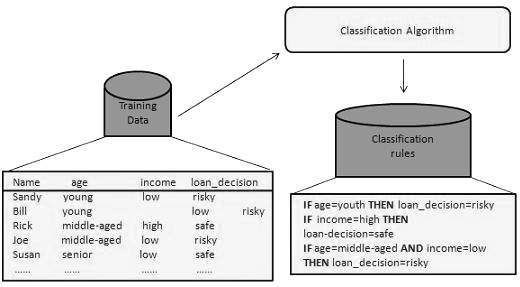 Classification Algorithm
Training
Data
Classification
rules
Name age income loan_decision
Sandy young low risky
Bill young low risky
Rick middle-aged high safe
Joe middle-aged low risky
Susan senior low safe
...... ...... ...... ......
IF age=youth THEN loan_decision=risky
IF income=high THEN
loan-decision=safe
IF age=middle-aged AND income=low
THEN loan_decision=risky